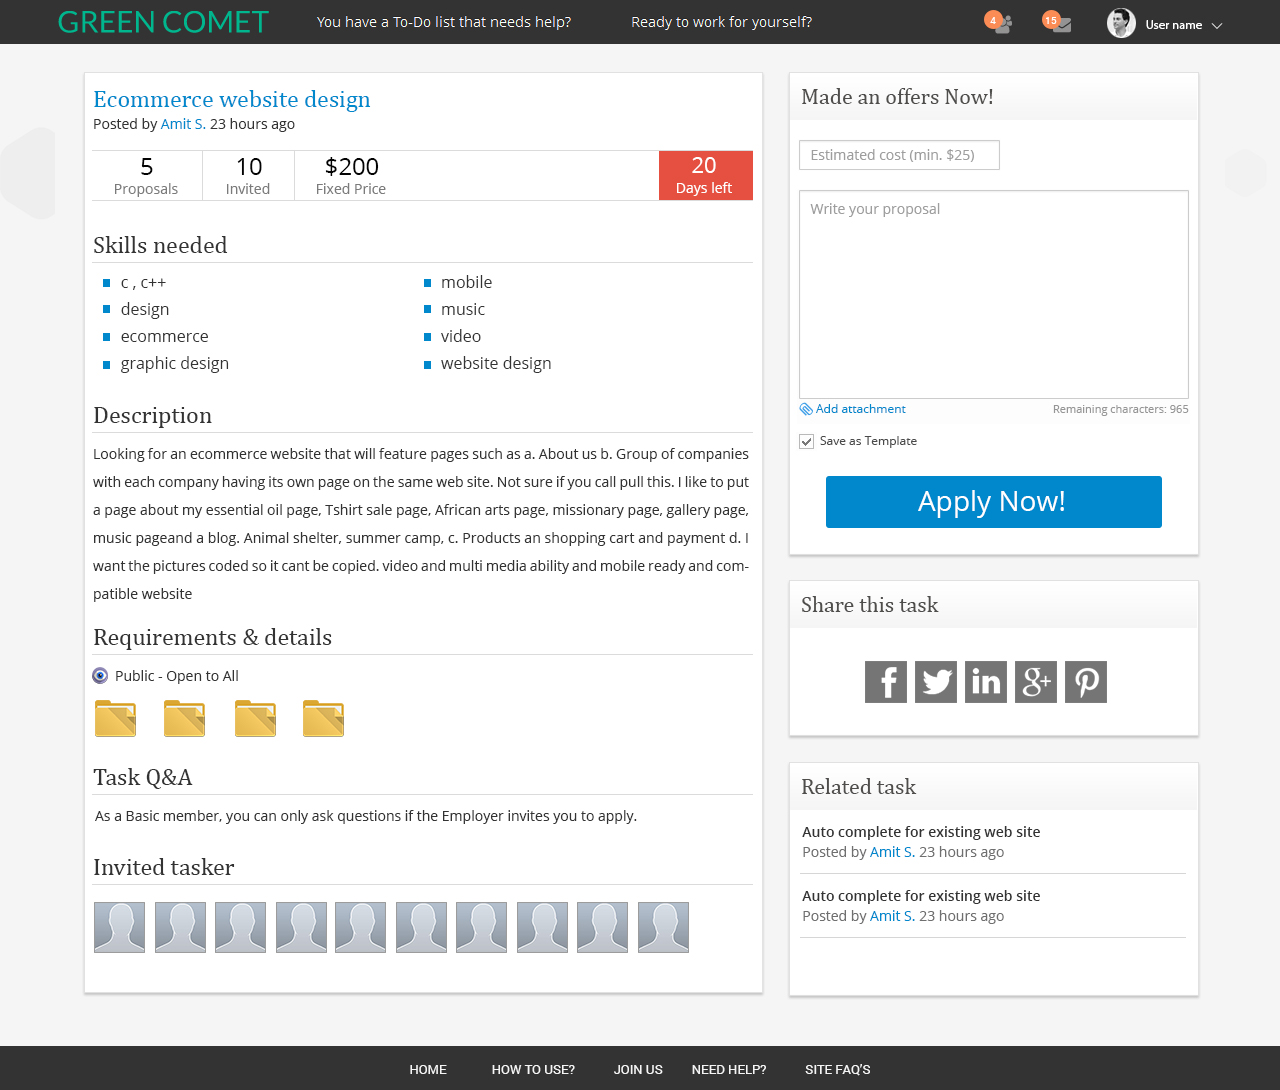 GREEN COMET
You have a To-Do list that needs help?
Ready to work for yourself?
4
15
User name
Ecommerce website design
Posted by Amit S. 23 hours ago
5
Proposals
10
Invited
$200
Fixed Price
20
Days left
Skills needed
c , c++
design
ecommerce
graphic design
mobile
music
video
website design
Description
Looking for an ecommerce website that will feature pages such as a. About us b. Group of companies
with each company having its own page on the same web site. Not sure if you call pull this. I like to put
a page about my essential oil page, Tshirt sale page, African arts page, missionary page, gallery page,
music pageand a blog. Animal shelter, summer camp, c. Products an shopping cart and payment d. I
want the pictures coded so it cant be copied. video and multi media ability and mobile ready and com-
patible website
Requirements & details
Public - Open to All
Task Q&A
As a Basic member, you can only ask questions if the Employer invites you to apply.
Invited tasker
Made an offers Now!
Estimated cost (min. $25)
Write your proposal
Add attachment
Remaining characters: 965
Save as Template
Apply Now!
Share this task
f
in
g+
Related task
Auto complete for existing web site
Posted by Amit S. 23 hours ago
Auto complete for existing web site
Posted by Amit S. 23 hours ago
HOME
HOW TO USE?
JOIN US
NEED HELP?
SITE FAQ'S